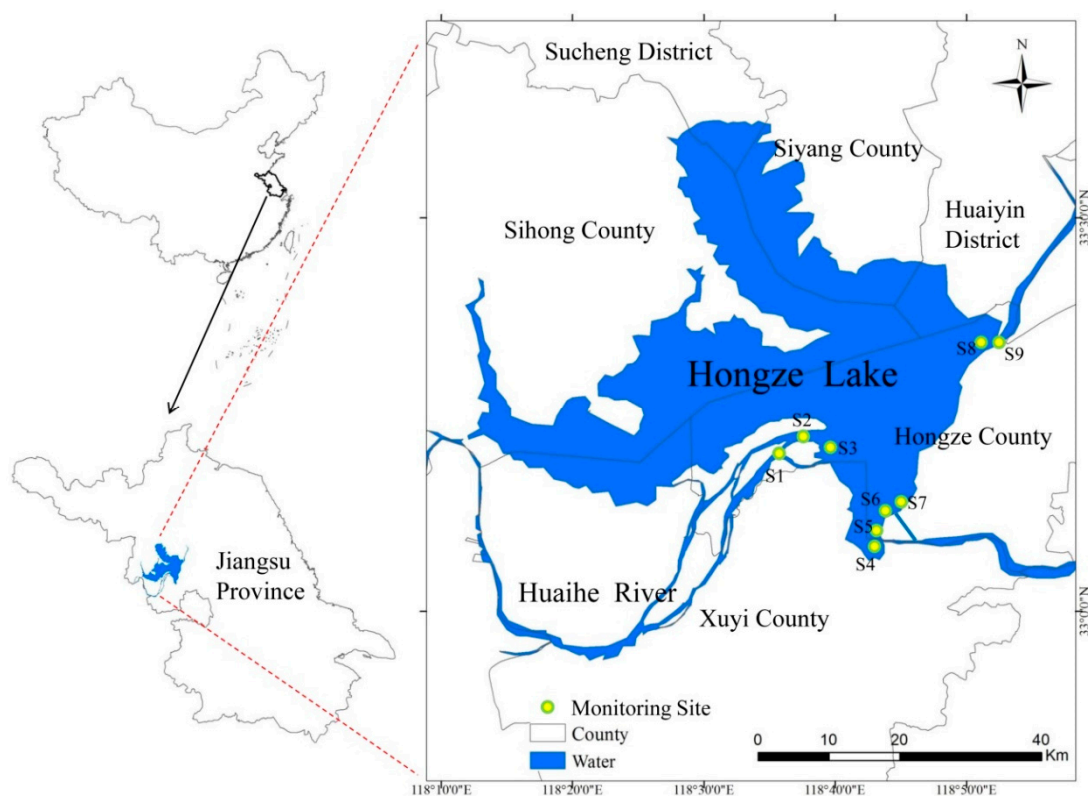 Sucheng District
N
Siyang County
Huaiyin
District
Sihong County
33°30'0"N
S8
S9
Hongze Lake
S2
S3
Hongze County
S1
S6
S7
S5
S4
Jiangsu
Province
Huaihe River
Xuyi County
33°0'0"N
Monitoring Site
County
Water
0
10
20
40
Km
118°10'0"E
118°20'0"E
118°30'0"E
118°40'0"E
118°50'0"E